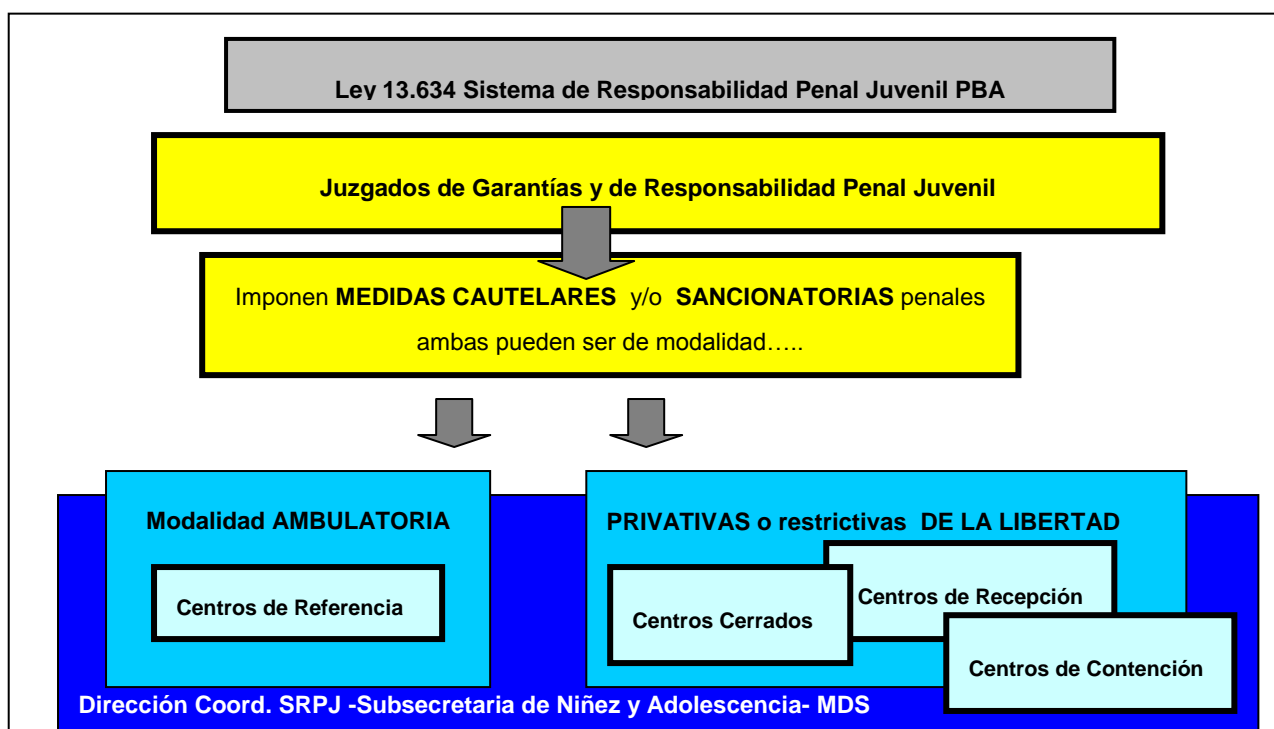 Ley 13.634 Sistema de Responsabilidad Penal Juvenil PBA
Juzgados de Garantías y de Responsabilidad Penal Juvenil
Imponen MEDIDAS CAUTELARES y/o SANCIONATORIAS penales
ambas pueden ser de modalidad…..
Modalidad AMBULATORIA
Centros de Referencia
PRIVATIVAS o restrictivas DE LA LIBERTAD
Centros de Recepción
Centros Cerrados
Centros de Contención
Dirección Coord. SRPJ -Subsecretaria de Niñez y Adolescencia- MDS